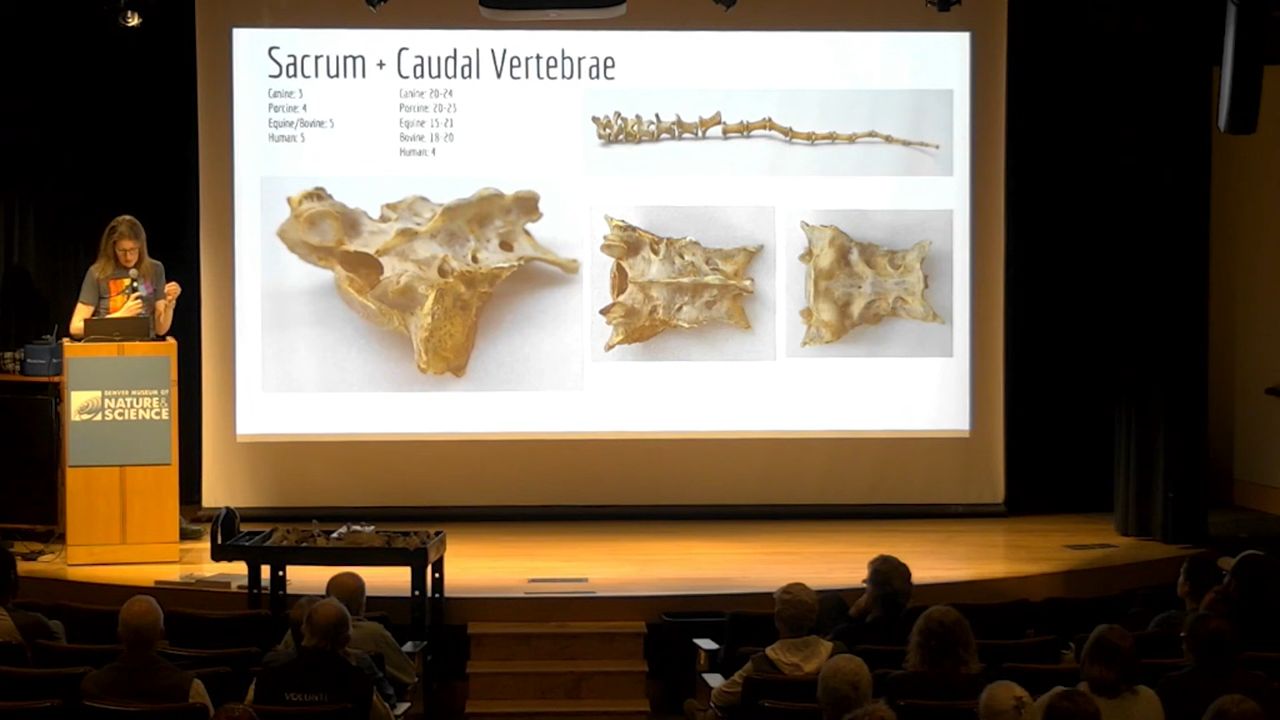 Sacrum + Caudal Vertebrae
Canine: 3
Porcine: 4
Equine/Bovine: 5
Human: 5
Canine: 20-24
Porcine: 20-23
Equine: 15-21
Bovine: 18-20
Human: 4
DENVER MUSEUM OF
NATURE &
SCIENCE
VOLUNT